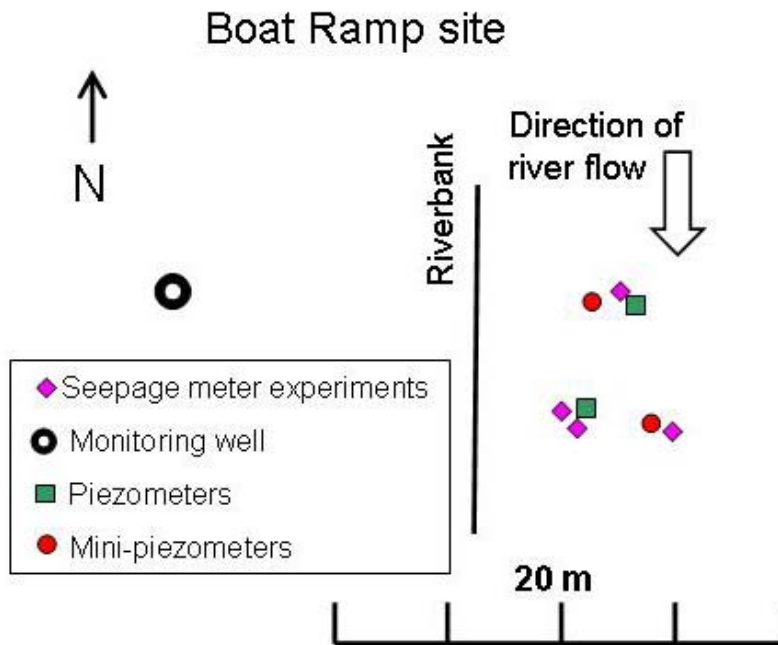 Boat Ramp site
N
Riverbank
Direction of
river flow
Seepage meter experiments
Monitoring well
Piezometers
Mini-piezometers
20 m